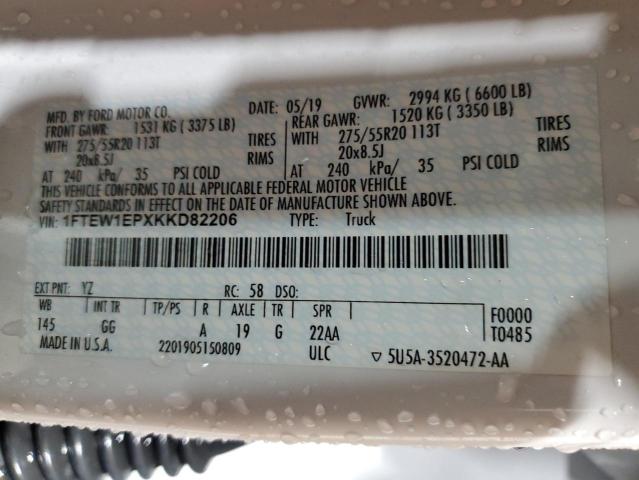 MFD. BY FORD MOTOR CO.
DATE: 05/19 GVWR: 2994 KG ( 6600 LB)
FRONT GAWR: 1531 KG ( 3375 LB)
REAR GAWR: 1520 KG ( 3350 LB)
WITH 275/55R20 113T TIRES
WITH 275/55R20 113T TIRES
20x8.5J RIMS
20x8.5J RIMS
AT 240 kPa/ 35 PSI COLD
AT 240 kPa/ 35 PSI COLD
THIS VEHICLE CONFORMS TO ALL APPLICABLE FEDERAL MOTOR VEHICLE
SAFETY STANDARDS IN EFFECT ON THE DATE OF MANUFACTURE SHOWN ABOVE.
VIN: 1FTEW1EPXKKD82206 TYPE: Truck
EXT PNT: YZ RC: 58 DSO:
WB INT TR TP/PS R AXLE TR SPR F0000
145 GG A 19 G 22AA T0485
MADE IN U.S.A. 2201905150809 ULC ▽ 5U5A-3520472-AA